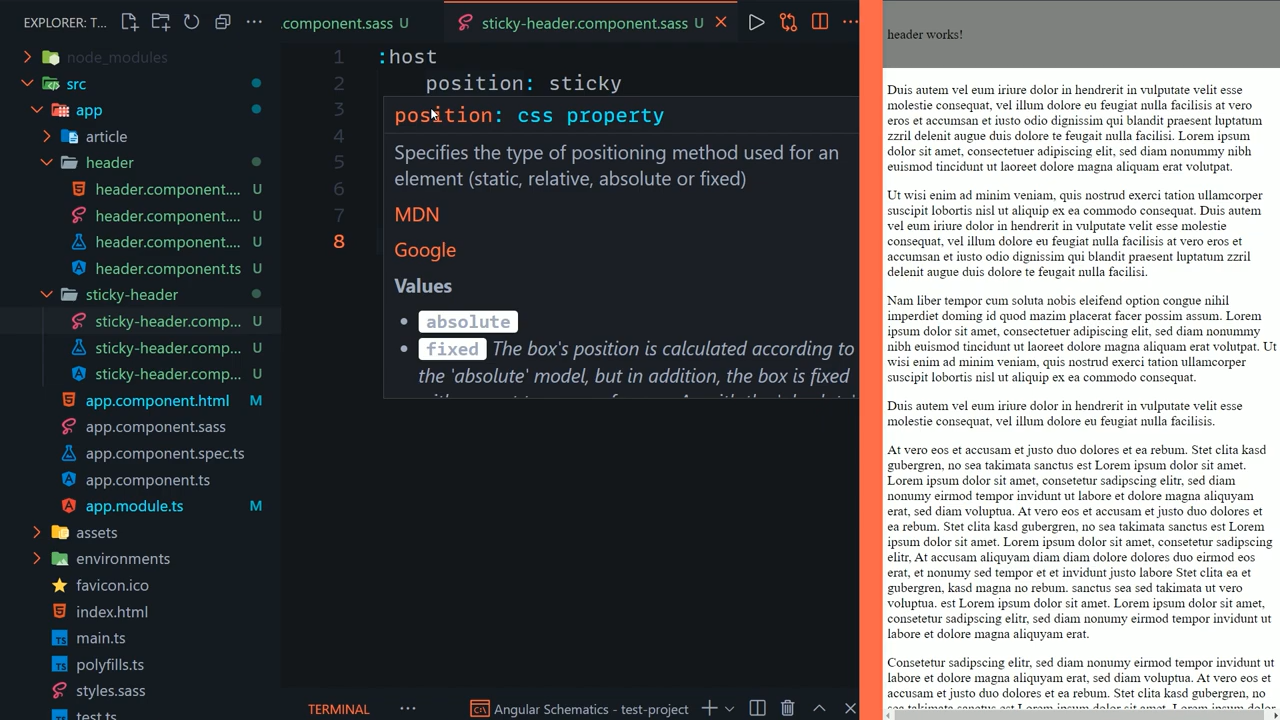 EXPLORER: T...
node_modules
src
app
article
header
header.component.... U
header.component.... U
header.component.... U
header.component.ts U
sticky-header
sticky-header.comp... U
sticky-header.comp... U
sticky-header.comp... U
app.component.html M
app.component.sass
app.component.spec.ts
app.component.ts
app.module.ts M
assets
environments
favicon.ico
index.html
main.ts
polyfills.ts
styles.sass
test.ts
.component.sass U
sticky-header.component.sass U
1 :host
2 position: sticky
3
4
5
6
7
8
position: css property
Specifies the type of positioning method used for an
element (static, relative, absolute or fixed)
MDN
Google
Values
• absolute
• fixed The box's position is calculated according to
the 'absolute' model, but in addition, the box is fixed
TERMINAL ... Angular Schematics - test-project
header works!
Duis autem vel eum iriure dolor in hendrerit in vulputate velit esse
molestie consequat, vel illum dolore eu feugiat nulla facilisis at vero
eros et accumsan et iusto odio dignissim qui blandit praesent luptatum
zzril delenit augue duis dolore te feugait nulla facilisi. Lorem ipsum
dolor sit amet, consectetuer adipiscing elit, sed diam nonummy nibh
euismod tincidunt ut laoreet dolore magna aliquam erat volutpat.
Ut wisi enim ad minim veniam, quis nostrud exerci tation ullamcorper
suscipit lobortis nisl ut aliquip ex ea commodo consequat. Duis autem
vel eum iriure dolor in hendrerit in vulputate velit esse molestie
consequat, vel illum dolore eu feugiat nulla facilisis at vero eros et
accumsan et iusto odio dignissim qui blandit praesent luptatum zzril
delenit augue duis dolore te feugait nulla facilisi.
Nam liber tempor cum soluta nobis eleifend option congue nihil
imperdiet doming id quod mazim placerat facer possim assum. Lorem
ipsum dolor sit amet, consectetuer adipiscing elit, sed diam nonummy
nibh euismod tincidunt ut laoreet dolore magna aliquam erat volutpat. Ut
wisi enim ad minim veniam, quis nostrud exerci tation ullamcorper
suscipit lobortis nisl ut aliquip ex ea commodo consequat.
Duis autem vel eum iriure dolor in hendrerit in vulputate velit esse
molestie consequat, vel illum dolore eu feugiat nulla facilisis.
At vero eos et accusam et justo duo dolores et ea rebum. Stet clita kasd
gubergren, no sea takimata sanctus est Lorem ipsum dolor sit amet.
Lorem ipsum dolor sit amet, consetetur sadipscing elitr, sed diam
nonumy eirmod tempor invidunt ut labore et dolore magna aliquyam
erat, sed diam voluptua. At vero eos et accusam et justo duo dolores et
ea rebum. Stet clita kasd gubergren, no sea takimata sanctus est Lorem
ipsum dolor sit amet. Lorem ipsum dolor sit amet, consetetur sadipscing
elitr, At accusam aliquyam diam diam dolore dolores duo eirmod eos
erat, et nonumy sed tempor et et invidunt justo labore Stet clita ea et
gubergren, kasd magna no rebum. sanctus sea sed takimata ut vero
voluptua. est Lorem ipsum dolor sit amet. Lorem ipsum dolor sit amet,
consetetur sadipscing elitr, sed diam nonumy eirmod tempor invidunt ut
labore et dolore magna aliquyam erat.
Consetetur sadipscing elitr, sed diam nonumy eirmod tempor invidunt ut
labore et dolore magna aliquyam erat, sed diam voluptua. At vero eos et
accusam et justo duo dolores et ea rebum. Stet clita kasd gubergren, no